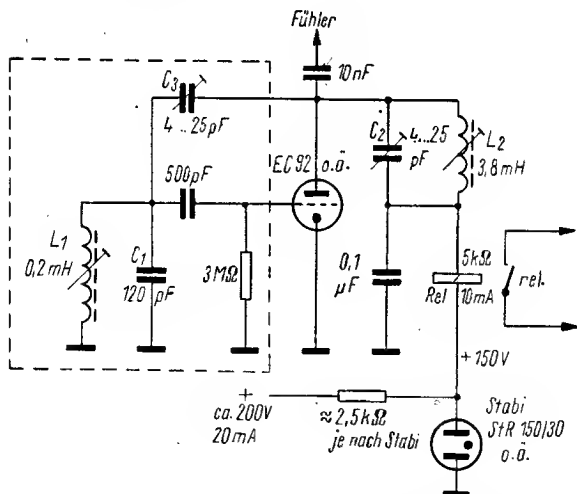 Fühler
10nF
C3
4...25pF
C2
4...25
pF
L2
3,8mH
EC92
o.ä.
500pF
L1
0,2mH
C1
120
pF
3MΩ
0,1
µF
5kΩ
Rel
10mA
rel.
+150V
+
ca. 200V
20mA
≈2,5kΩ
je nach Stabi
Stabi
StR 150/30
o.ä.